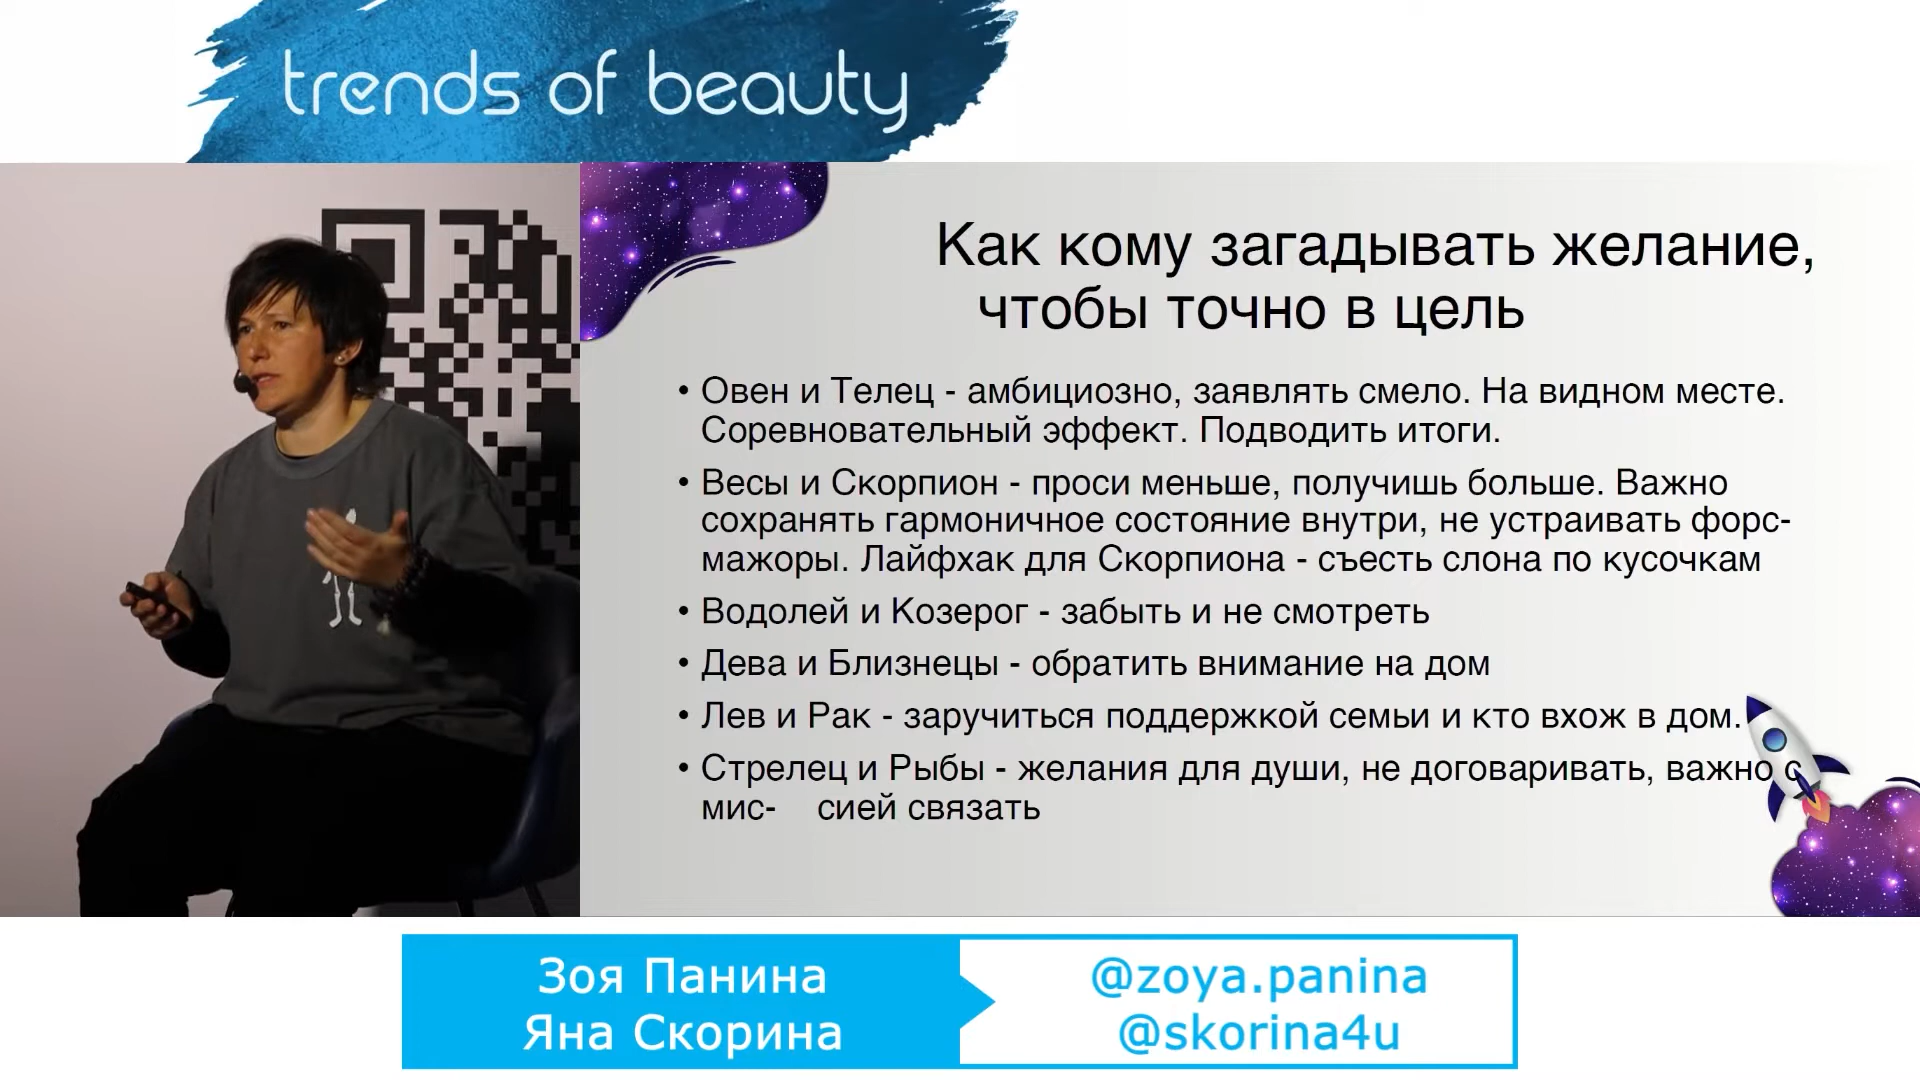 trends of beauty
Как кому загадывать желание,
чтобы точно в цель
• Овен и Телец - амбициозно, заявлять смело. На видном месте.
Соревновательный эффект. Подводить итоги.
• Весы и Скорпион - проси меньше, получишь больше. Важно
сохранять гармоничное состояние внутри, не устраивать форс-
мажоры. Лайфхак для Скорпиона - съесть слона по кусочкам
• Водолей и Козерог - забыть и не смотреть
• Дева и Близнецы - обратить внимание на дом
• Лев и Рак - заручиться поддержкой семьи и кто вхож в дом.
• Стрелец и Рыбы - желания для души, не договаривать, важно с
мис- сией связать
Зоя Панина
Яна Скорина
@zoya.panina
@skorina4u